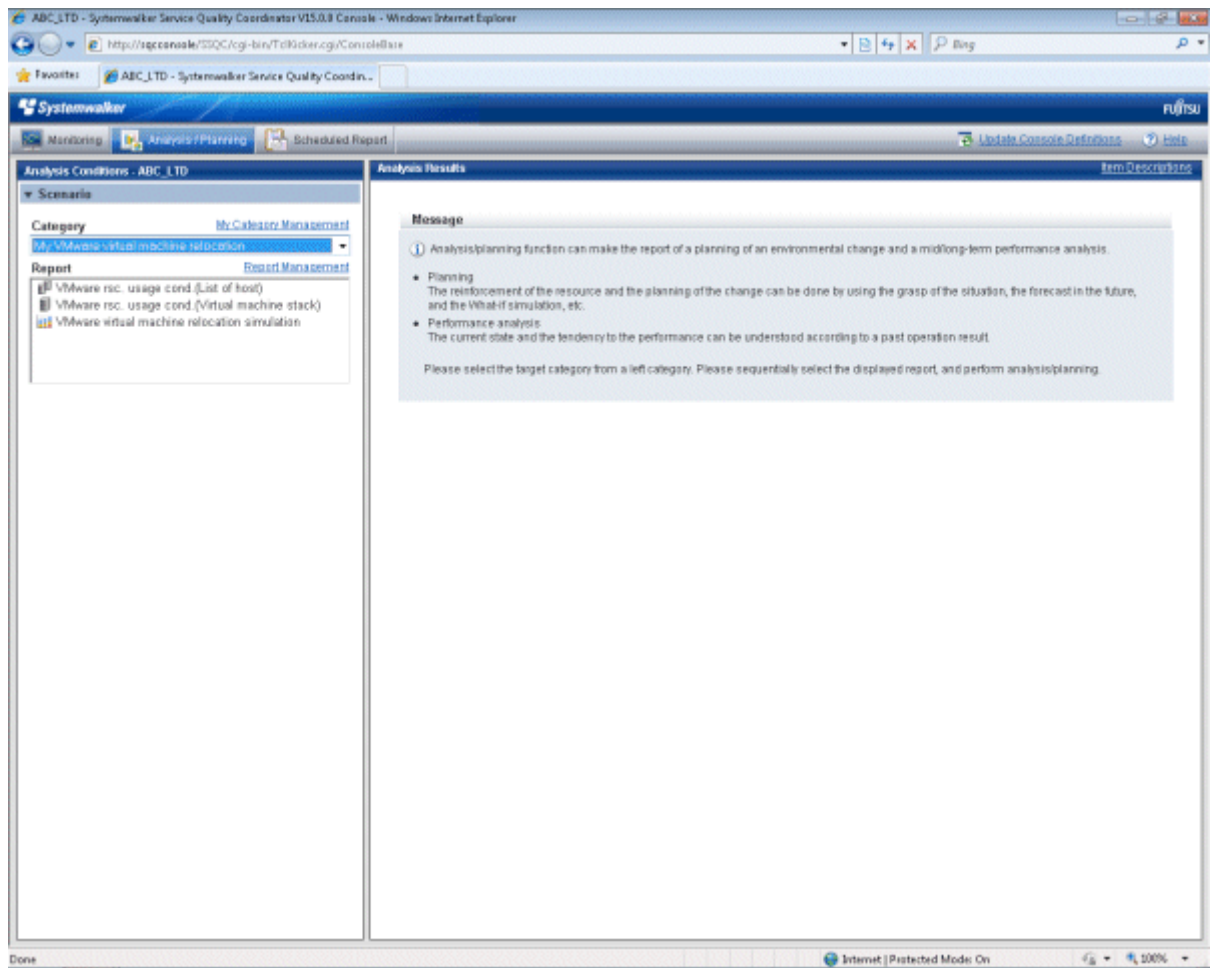 ABC_LTD - Systemwalker Service Quality Coordinator V15.0.0 Console - Windows Internet Explorer
http://sqcconsole/SSQC/cgi-bin/TclKicker.cgi/ConsoleBase
Bing
Favorites
ABC_LTD - Systemwalker Service Quality Coordin...
Systemwalker
FUJITSU
Monitoring
Analysis / Planning
Scheduled Report
Update Console Definitions
Help
Analysis Conditions - ABC_LTD
Analysis Results
Item Descriptions
Scenario
Category
My Category Management
My VMware virtual machine relocation
Report
Report Management
VMware rsc. usage cond.(List of host)
VMware rsc. usage cond.(Virtual machine stack)
VMware virtual machine relocation simulation
Message
Analysis/planning function can make the report of a planning of an environmental change and a mid/long-term performance analysis.
• Planning
The reinforcement of the resource and the planning of the change can be done by using the grasp of the situation, the forecast in the future,
and the What-if simulation, etc.
• Performance analysis
The current state and the tendency to the performance can be understood according to a past operation result.
Please select the target category from a left category. Please sequentially select the displayed report, and perform analysis/planning.
Done
Internet | Protected Mode: On
100%